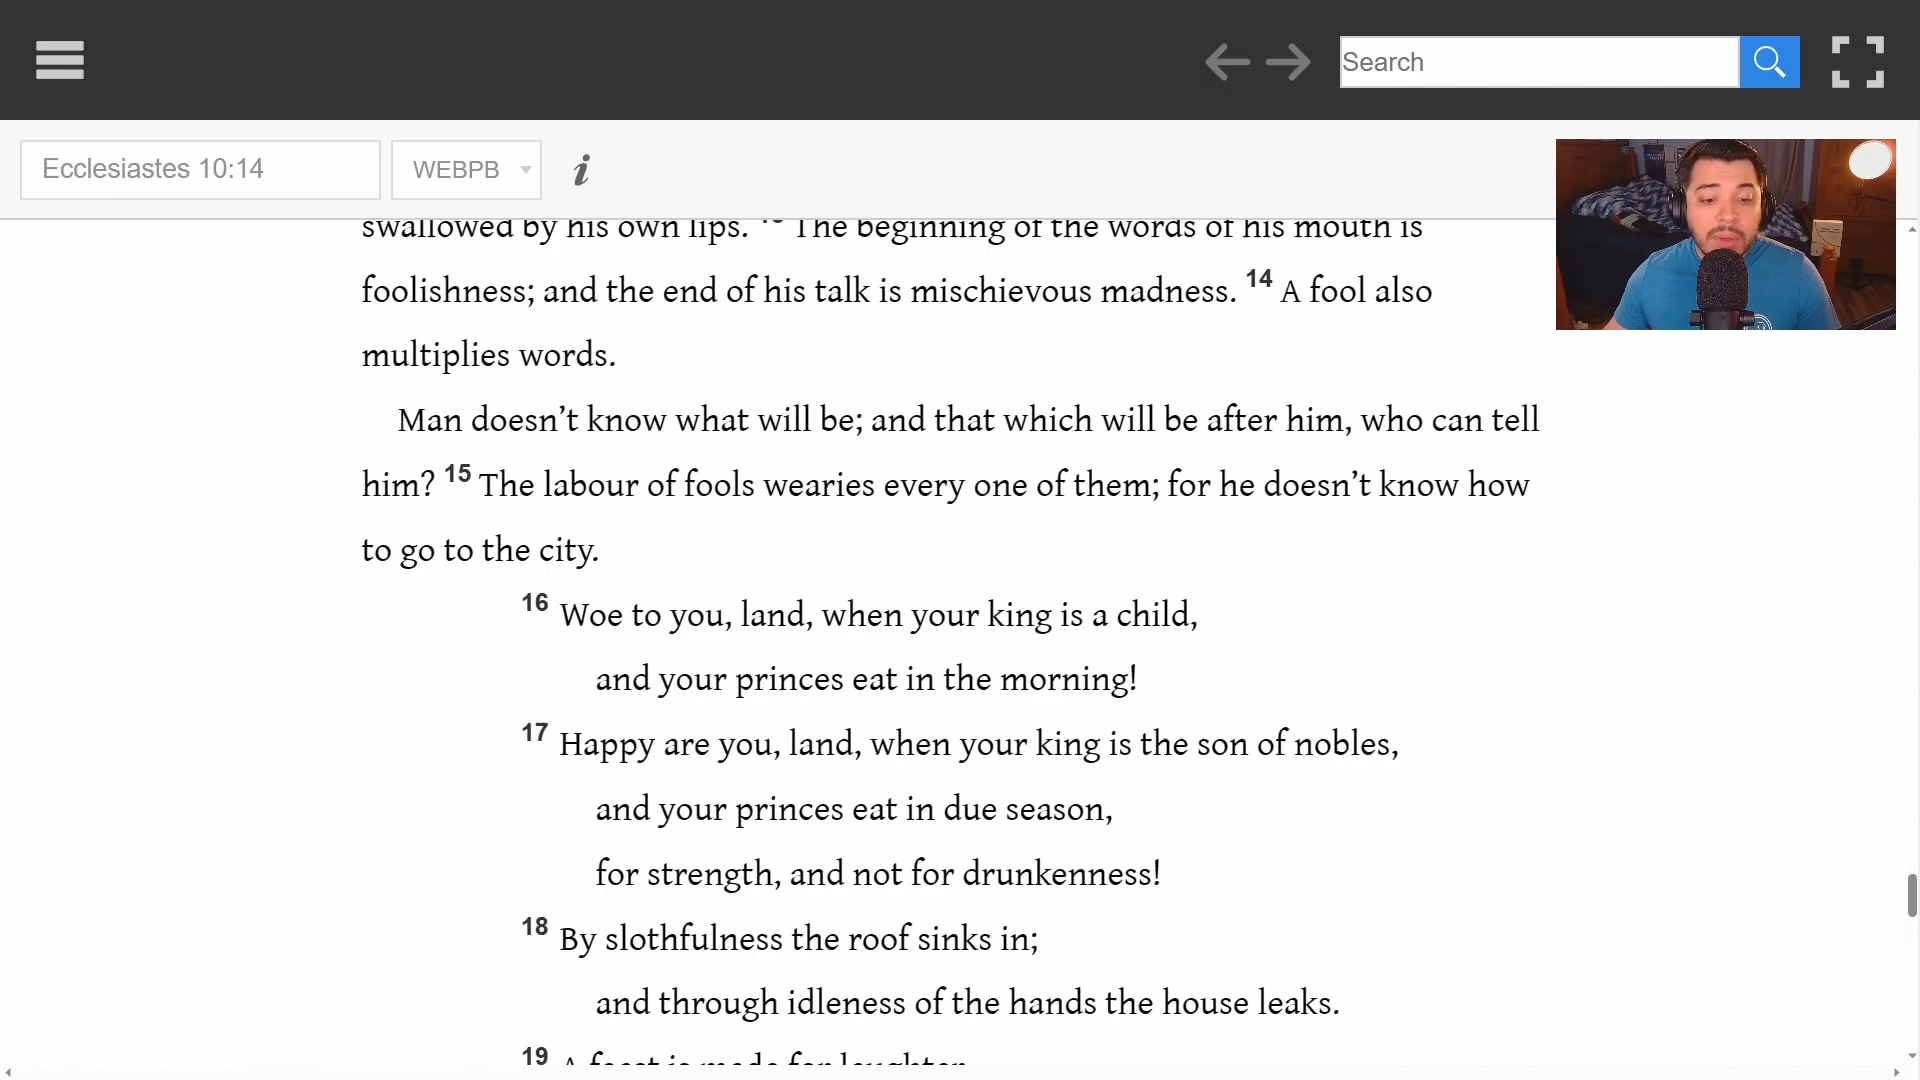 Search
Ecclesiastes 10:14
WEBPB
i
swallowed by his own lips. The beginning of the words of his mouth is
foolishness; and the end of his talk is mischievous madness. 14 A fool also
multiplies words.
Man doesn’t know what will be; and that which will be after him, who can tell
him? 15 The labour of fools wearies every one of them; for he doesn’t know how
to go to the city.
16 Woe to you, land, when your king is a child,
and your princes eat in the morning!
17 Happy are you, land, when your king is the son of nobles,
and your princes eat in due season,
for strength, and not for drunkenness!
18 By slothfulness the roof sinks in;
and through idleness of the hands the house leaks.
19 A feast is made for laughter